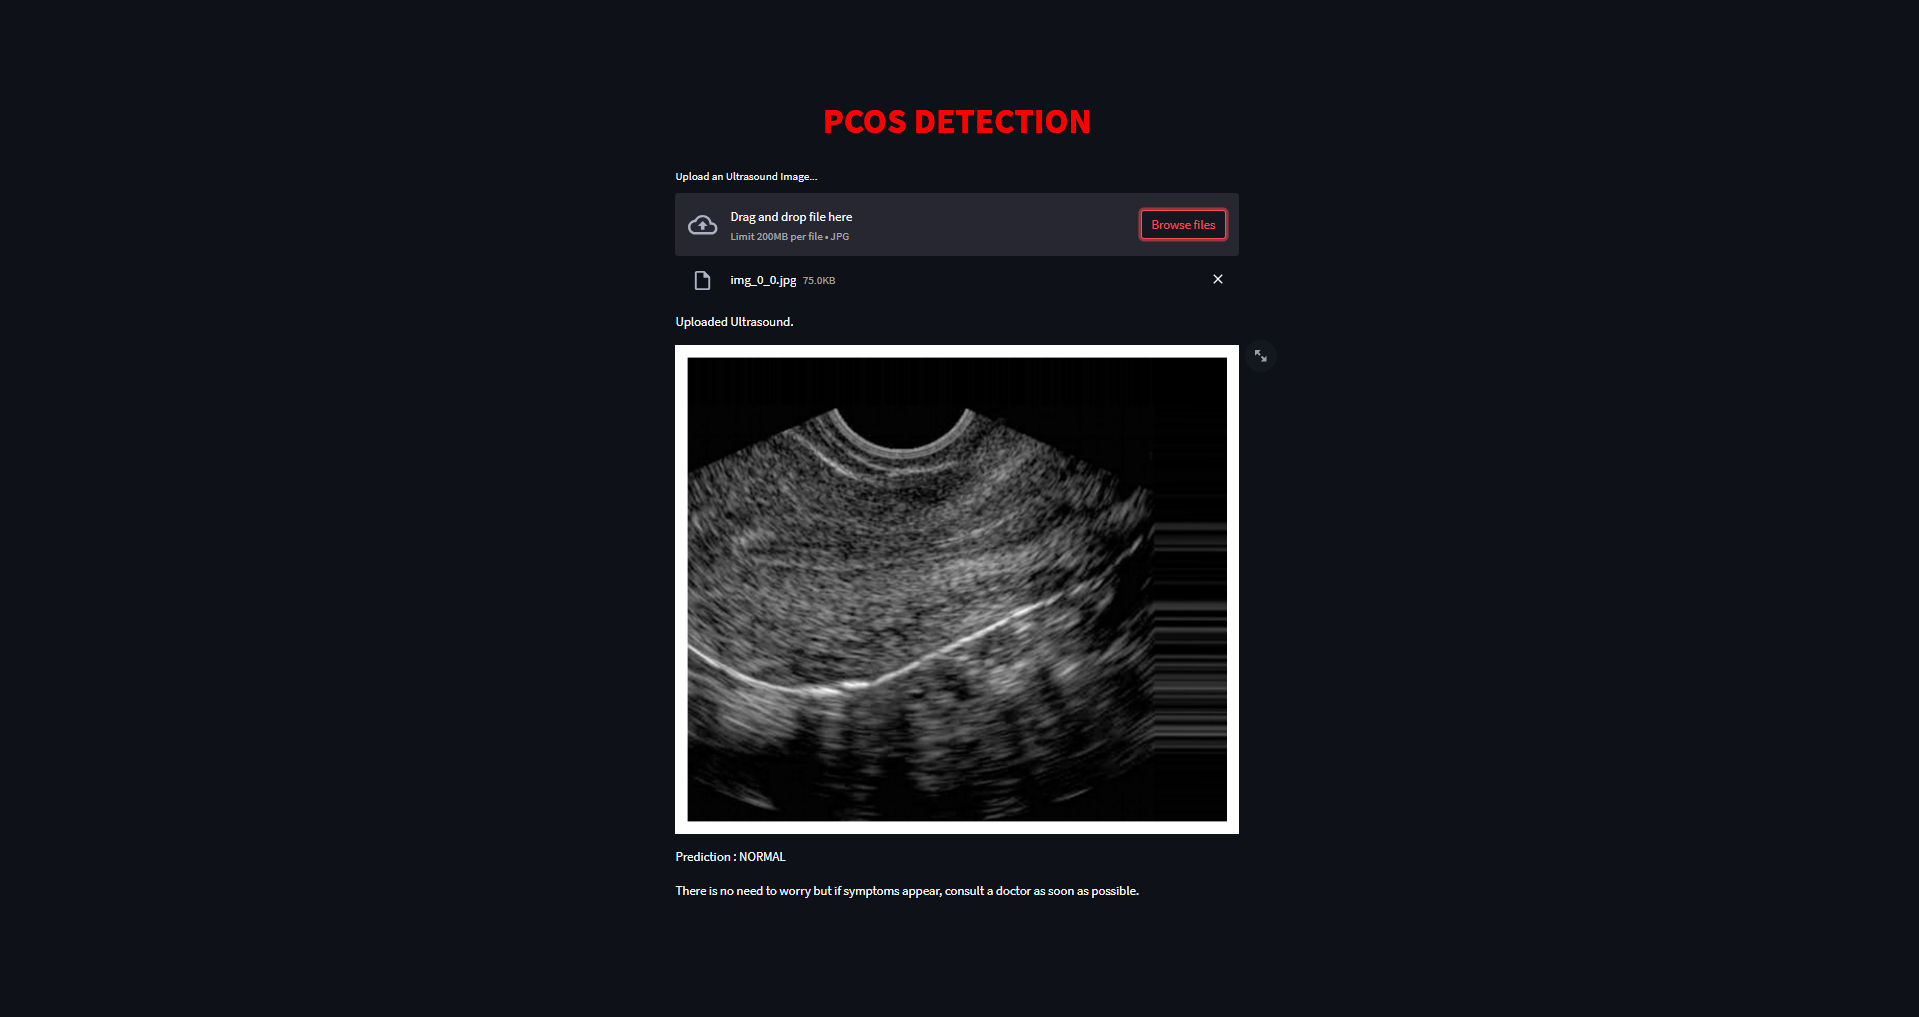 PCOS DETECTION
Upload an Ultrasound Image...
Drag and drop file here
Limit 200MB per file • JPG
Browse files
img_0_0.jpg 75.0KB
Uploaded Ultrasound.
Prediction : NORMAL
There is no need to worry but if symptoms appear, consult a doctor as soon as possible.